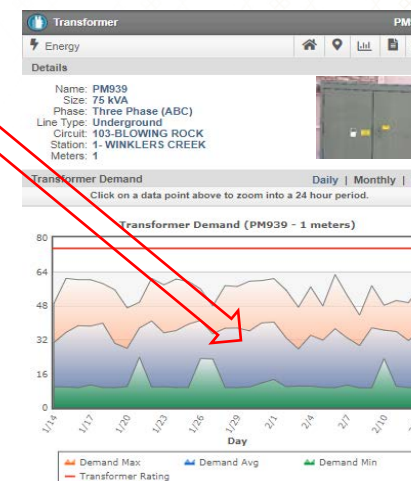 Transformer PM9
Energy
Details
Name: PM939
Size: 75 kVA
Phase: Three Phase (ABC)
Line Type: Underground
Circuit: 103-BLOWING ROCK
Station: 1- WINKLERS CREEK
Meters: 1
Transformer Demand Daily | Monthly |
Click on a data point above to zoom into a 24 hour period.
Transformer Demand (PM939 - 1 meters)
80
64
48
32
16
0
1/14 1/17 1/20 1/23 1/26 1/29 2/1 2/4 2/7 2/10
Day
Demand Max Demand Avg Demand Min
Transformer Rating